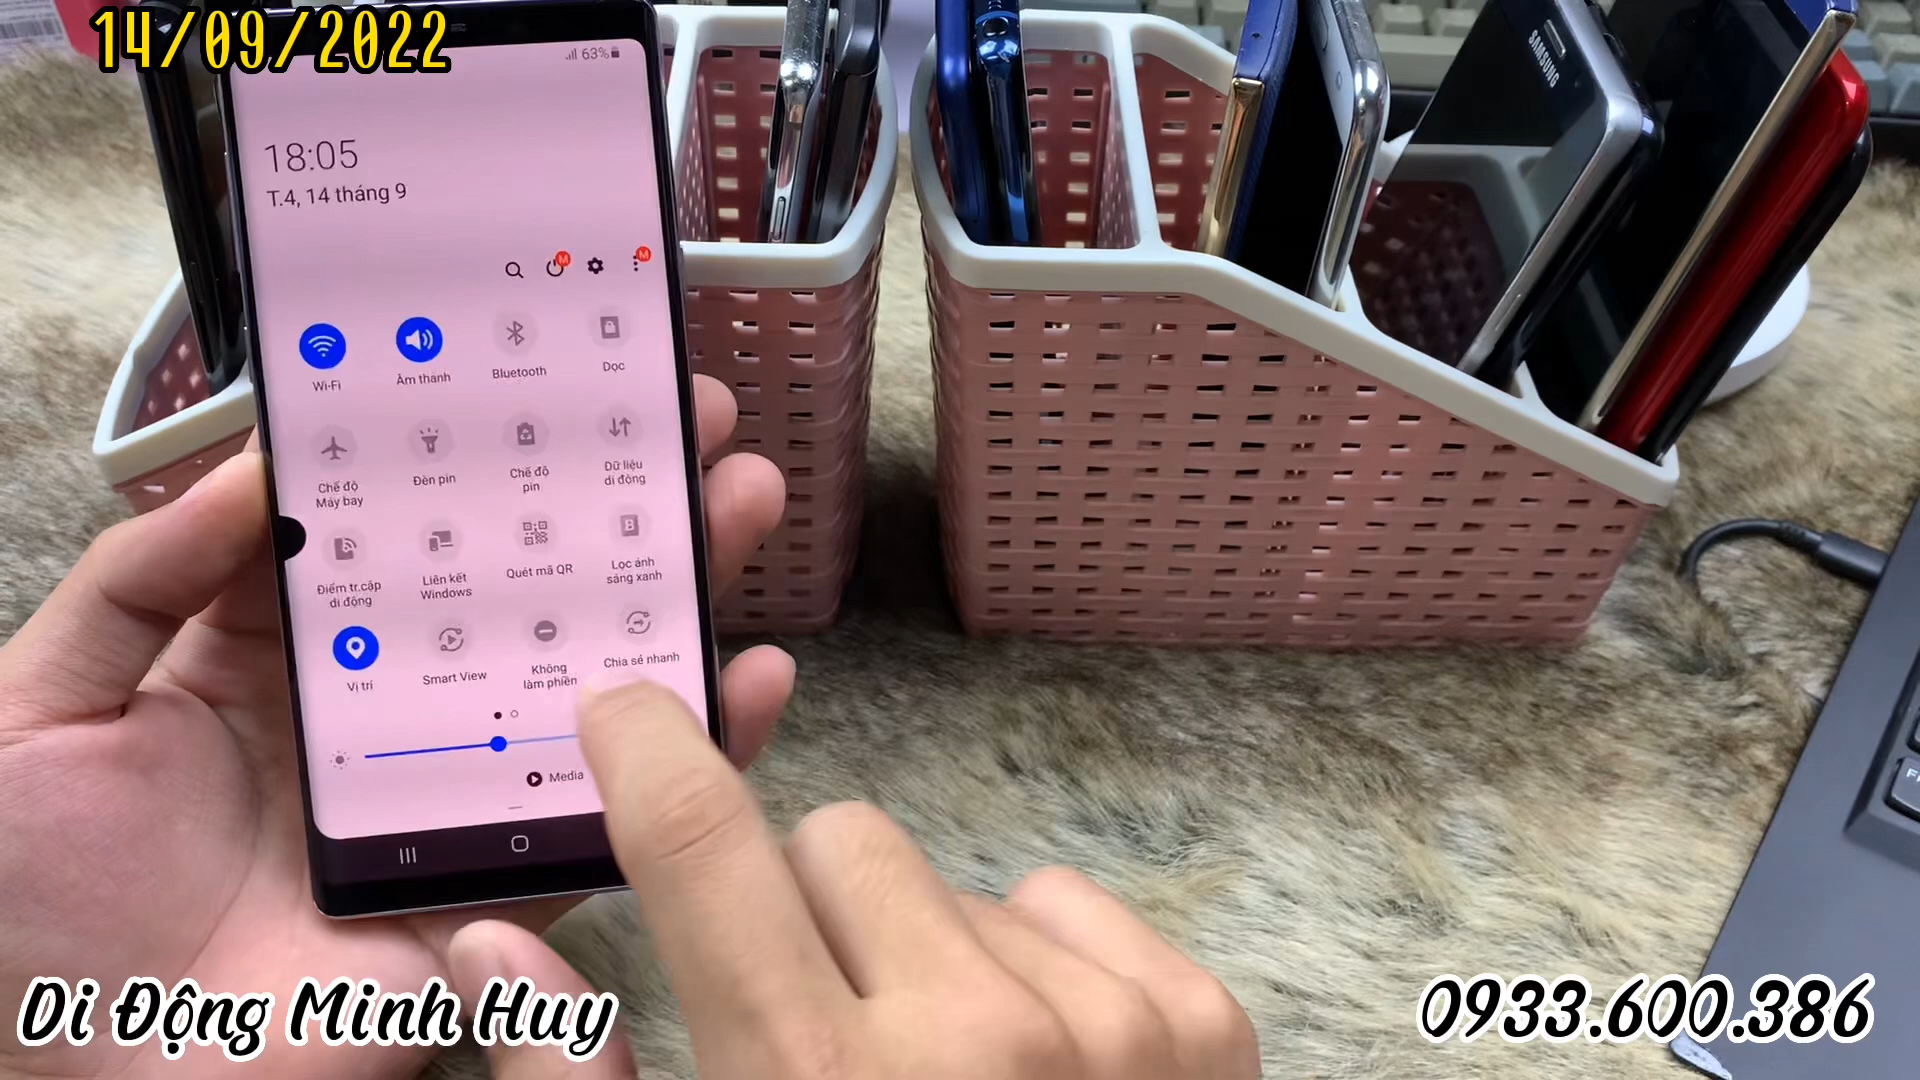 14/09/2022
63%
18:05
T.4, 14 tháng 9
M
M
Wi-Fi
Âm thanh
Bluetooth
Dọc
Chế độ
Máy bay
Đèn pin
Chế độ
pin
Dữ liệu
di động
Điểm tr.cập
di động
Liên kết
Windows
Quét mã QR
Lọc ánh
sáng xanh
Vị trí
Smart View
Không
làm phiền
Chia sẻ nhanh
Media
SAMSUNG
Di Động Minh Huy
0933.600.386